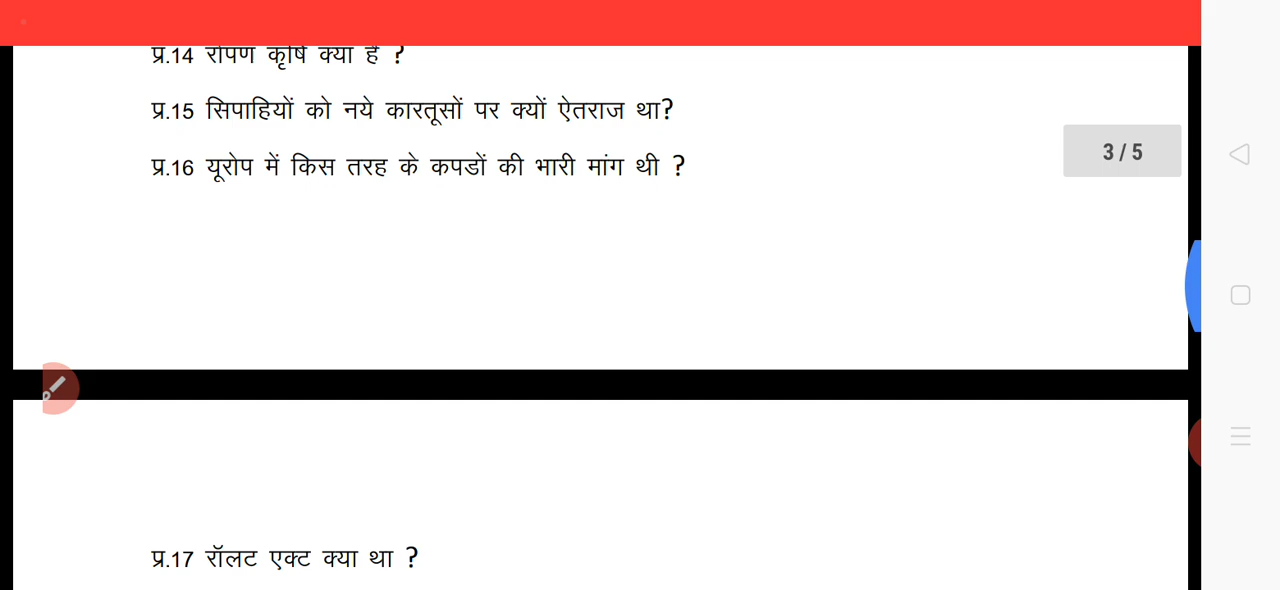 प्र.14 रोपण कृषि क्या है ?
प्र.15 सिपाहियों को नये कारतूसों पर क्यों ऐतराज था?
3 / 5
प्र.16 यूरोप में किस तरह के कपडों की भारी मांग थी ?
प्र.17 रॉलट एक्ट क्या था ?